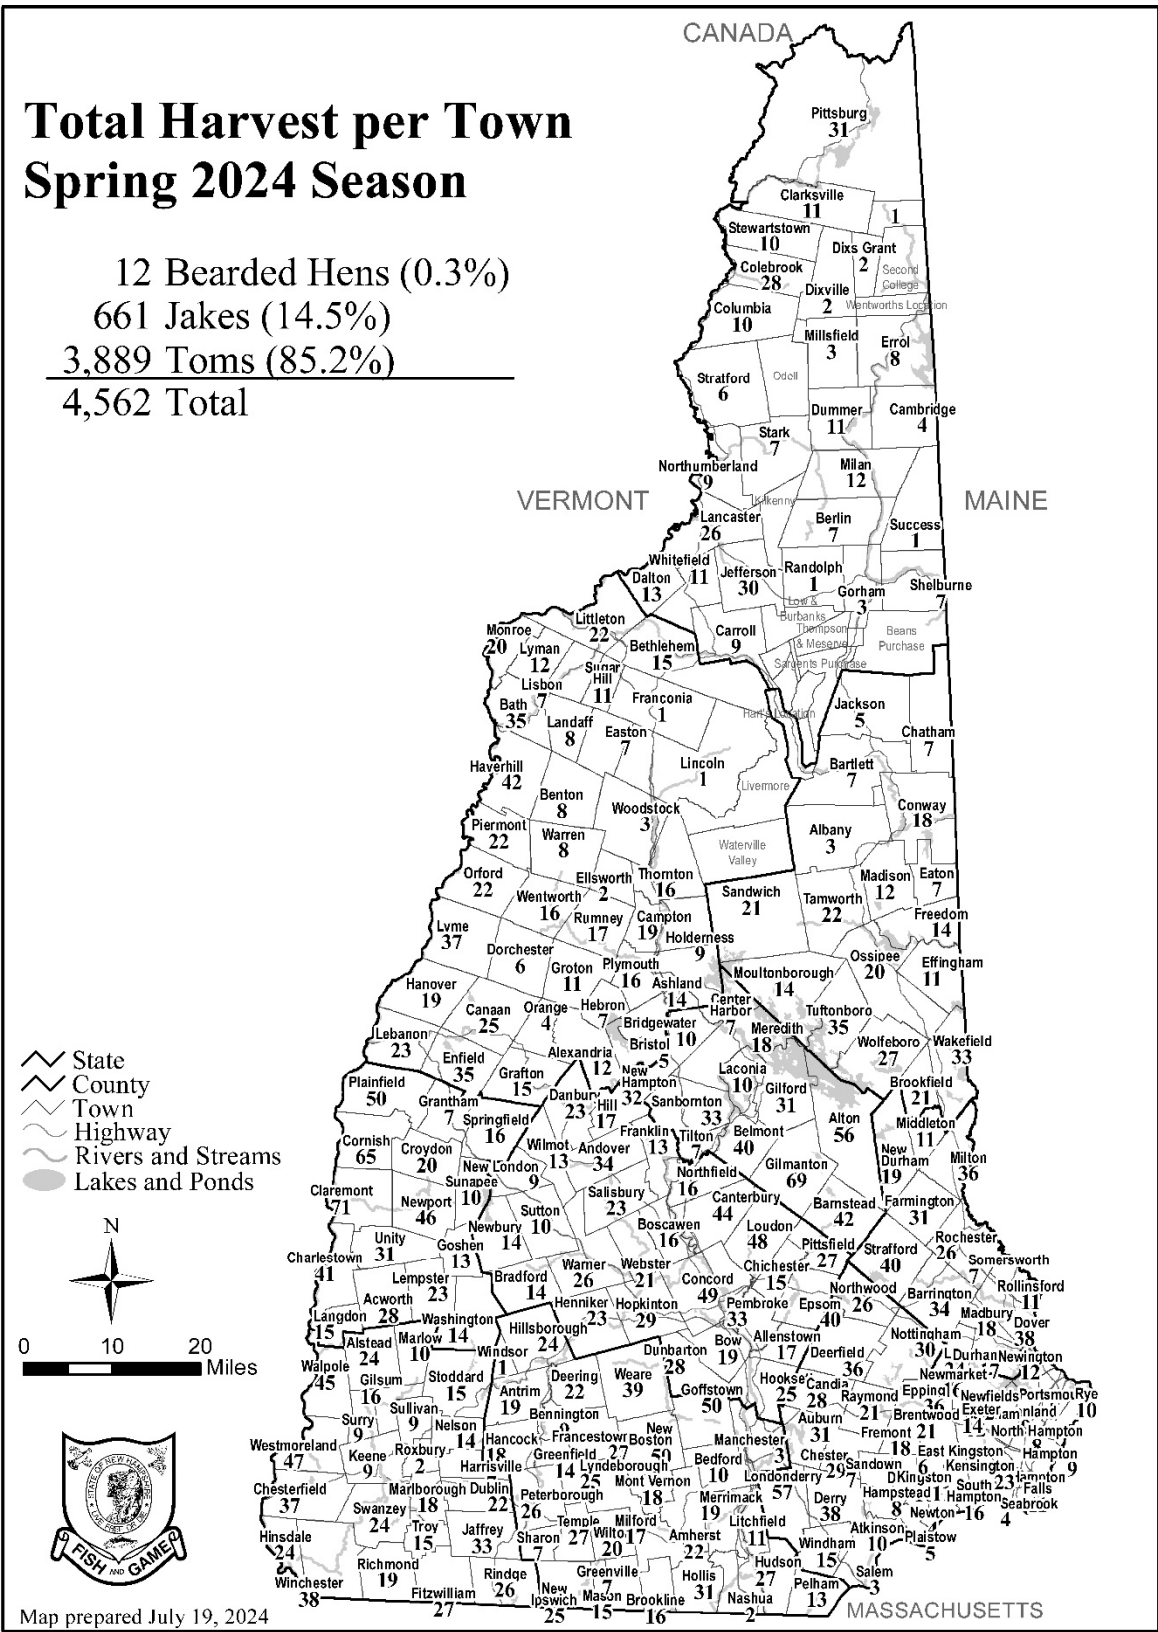 CANADA
Total Harvest per Town
Spring 2024 Season
12 Bearded Hens (0.3%)
661 Jakes (14.5%)
3,889 Toms (85.2%)
4,562 Total
Pittsburg
31
Clarksville
11
1
Stewartstown
10
Dixs Grant
2
Second
College
Colebrook
28
Dixville
2
Wentworths Location
Columbia
10
Millsfield
3
Errol
8
Stratford
6
Odell
Dummer
11
Cambridge
4
Stark
7
Northumberland
9
Milan
12
Kilkenny
VERMONT
MAINE
Lancaster
26
Berlin
7
Success
1
Whitefield
11
Dalton
13
Jefferson
30
Randolph
1
Gorham
3
Shelburne
7
Low &
Burbanks
Thompson
& Meserve
Beans
Purchase
Sargents Purchase
Littleton
22
Monroe
20
Lyman
12
Bethlehem
15
Carroll
9
Sugar
Hill
11
Lisbon
7
Bath
35
Franconia
1
Landaff
8
Easton
7
Hart's Location
Jackson
5
Chatham
7
Haverhill
42
Lincoln
1
Livermore
Bartlett
7
Benton
8
Woodstock
3
Conway
18
Piermont
22
Warren
8
Waterville
Valley
Albany
3
Orford
22
Ellsworth
2
Thornton
16
Sandwich
21
Madison
12
Eaton
7
Wentworth
16
Tamworth
22
Rumney
17
Campton
19
Freedom
14
Lyme
37
Holderness
9
Dorchester
6
Groton
11
Plymouth
16
Moultonborough
14
Ossipee
20
Effingham
11
Hanover
19
Ashland
14
Center
Harbor
7
Canaan
25
Orange
4
Hebron
7
Tuftonboro
35
Bridgewater
10
Meredith
18
Lebanon
23
Bristol
5
Wolfeboro
27
Wakefield
33
Enfield
35
Alexandria
12
Grafton
15
New
Hampton
32
Laconia
10
Gilford
31
Brookfield
21
State
County
Town
Highway
Rivers and Streams
Lakes and Ponds
Plainfield
50
Grantham
7
Danbury
23
Hill
17
Sanbornton
33
Springfield
16
Alton
56
Middleton
11
Cornish
65
Croydon
20
Wilmot
13
Andover
34
Franklin
13
Tilton
7
Belmont
40
New
Durham
19
Milton
36
New London
9
Sunapee
10
Northfield
16
Gilmanton
69
Claremont
71
Newport
46
Salisbury
23
Canterbury
44
Barnstead
42
Farmington
31
Sutton
10
Newbury
14
Boscawen
16
Loudon
48
N
Unity
31
Goshen
13
Pittsfield
27
Strafford
40
Rochester
26
Charlestown
41
Somersworth
7
Lempster
23
Bradford
14
Warner
26
Webster
21
Concord
49
Chichester
15
Rollinsford
11
Acworth
28
Northwood
26
Barrington
34
Henniker
23
Hopkinton
29
Pembroke
33
Epsom
40
Langdon
15
Washington
14
Hillsborough
24
Madbury
18
Dover
38
0 10 20
Miles
Alstead
24
Marlow
10
Windsor
1
Dunbarton
28
Bow
19
Allenstown
17
Deerfield
36
Nottingham
30
Newington
12
Walpole
45
Gilsum
16
Stoddard
15
Antrim
19
Deering
22
Weare
39
Goffstown
50
25
Candia
28
Raymond
21
Newmarket
Newfields
Rye
10
Surry
9
Sullivan
9
Nelson
14
Bennington
Auburn
31
Brentwood
21
Exeter
14
Fremont
18
North Hampton
Westmoreland
47
Keene
9
Roxbury
2
Hancock
18
27
New
Boston
Manchester
3
Chester
29
East Kingston
6
Hampton
9
Harrisville
Greenfield
14
Lyndeborough
25
Bedford
10
Sandown
7
Kensington
23
Chesterfield
37
Marlborough
18
Dublin
22
Peterborough
26
Mont Vernon
18
Londonderry
57
Hampstead
8
South
Hampton
16
Falls
Seabrook
4
Swanzey
24
Merrimack
19
Derry
38
Newton
Troy
15
Jaffrey
33
Temple
27
20
Milford
17
Litchfield
11
Atkinson
10
Plaistow
5
Hinsdale
24
Sharon
7
Amherst
22
Windham
15
FISH AND GAME
Richmond
19
Rindge
26
Greenville
7
Hollis
31
Hudson
27
Salem
3
Winchester
38
Fitzwilliam
27
New
Ipswich
25
Mason
15
Brookline
16
Nashua
2
Pelham
13
Map prepared July 19, 2024
MASSACHUSETTS